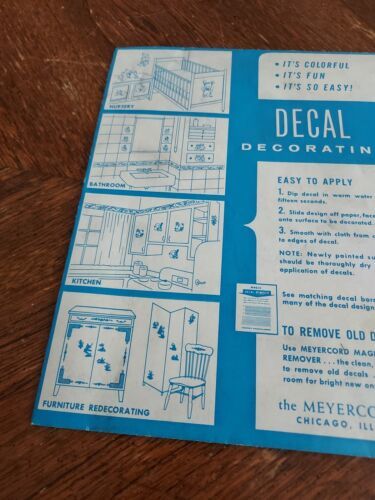 • IT'S COLORFUL
• IT'S FUN
• IT'S SO EASY!
DECAL
DECORATIN
EASY TO APPLY
1. Dip decal in warm water
fifteen seconds.
2. Slide design off paper, face
onto surface to be decorated.
3. Smooth with cloth from c
to edges of decal.
NOTE: Newly painted su
should be thoroughly dry
application of decals.
See matching decal bord
many of the decal design
TO REMOVE OLD D
Use MEYERCORD MAGI
REMOVER . . . the clean,
to remove old decals . .
room for bright new on
the MEYERCO
CHICAGO, ILL
NURSERY
BATHROOM
KITCHEN
FURNITURE REDECORATING